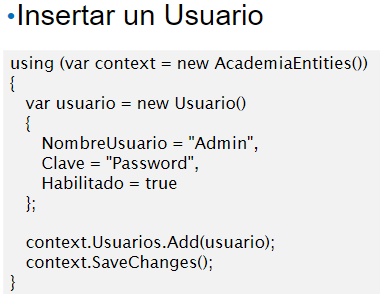 •Insertar un Usuario
using (var context = new AcademiaEntities())
{
var usuario = new Usuario()
{
NombreUsuario = "Admin",
Clave = "Password",
Habilitado = true
};
context.Usuarios.Add(usuario);
context.SaveChanges();
}